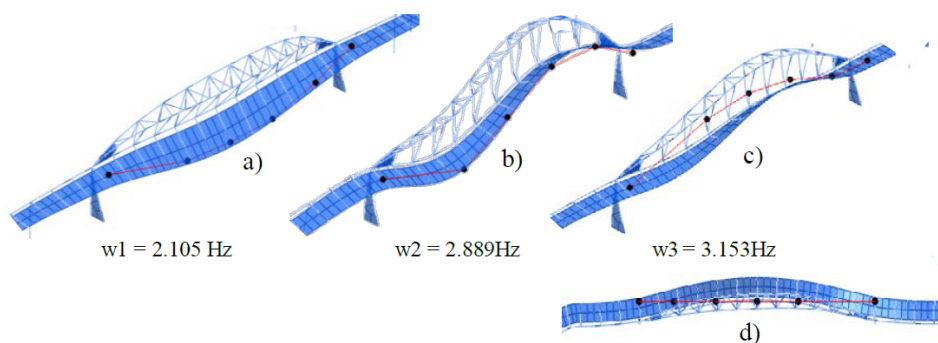 a)
b)
c)
w1 = 2.105 Hz
w2 = 2.889Hz
w3 = 3.153Hz
d)